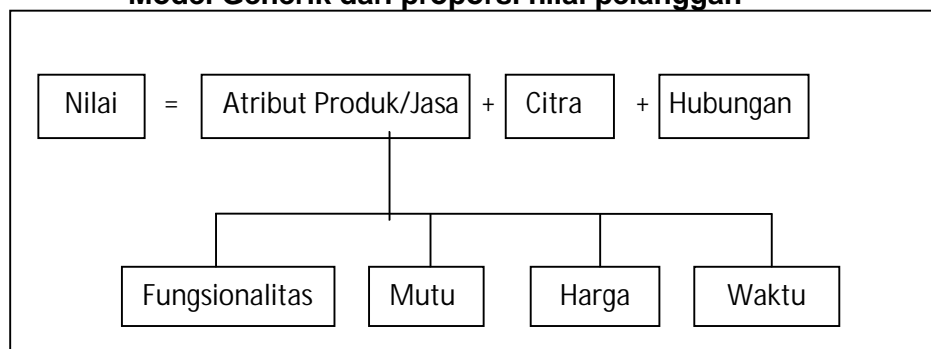 Model Generik dari proporsi nilai pelanggan
Nilai = Atribut Produk/Jasa + Citra + Hubungan
Fungsionalitas Mutu Harga Waktu